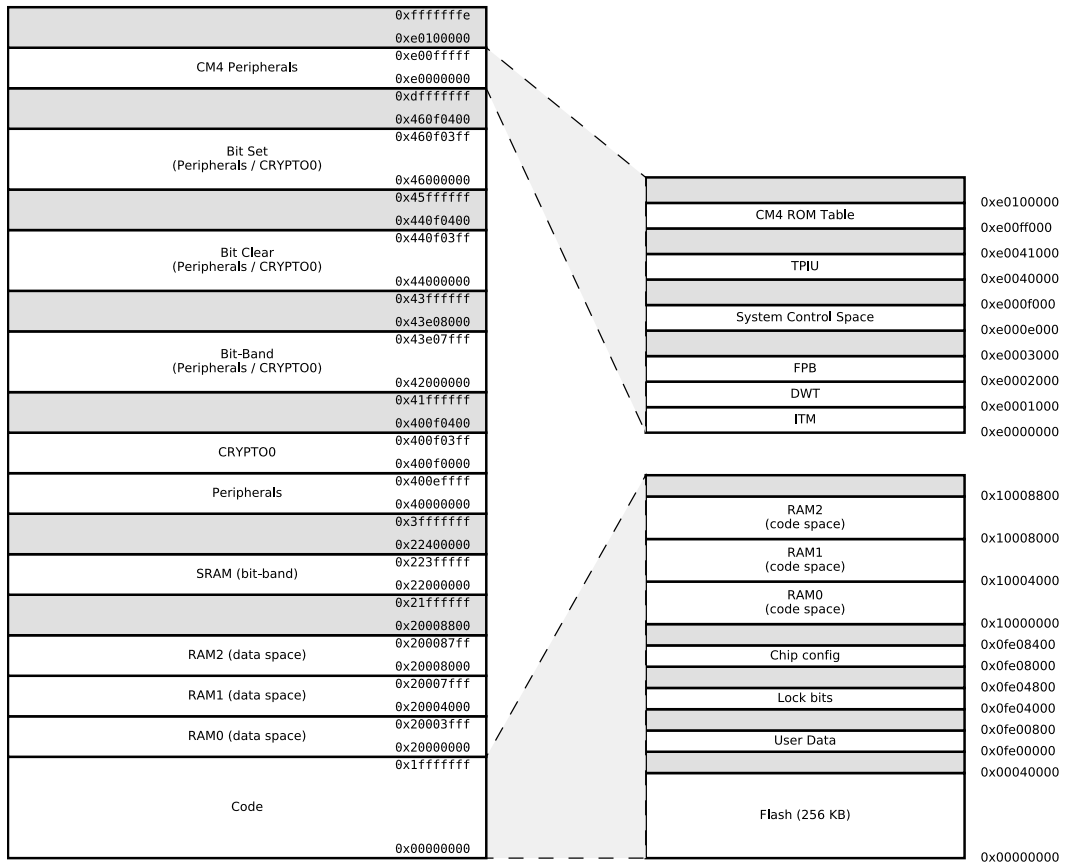 0xfffffffe
0xe0100000
0xe00fffff
CM4 Peripherals
0xe0000000
0xdfffffff
0x460f0400
0x460f03ff
Bit Set
(Peripherals / CRYPTO0)
0x46000000
0x45ffffff
0x440f0400
0x440f03ff
Bit Clear
(Peripherals / CRYPTO0)
0x44000000
0x43ffffff
0x43e08000
0x43e07fff
Bit-Band
(Peripherals / CRYPTO0)
0x42000000
0x41ffffff
0x400f0400
0x400f03ff
CRYPTO0
0x400f0000
0x400effff
Peripherals
0x40000000
0x3fffffff
0x22400000
0x223fffff
SRAM (bit-band)
0x22000000
0x21ffffff
0x20008800
0x200087ff
RAM2 (data space)
0x20008000
0x20007fff
RAM1 (data space)
0x20004000
0x20003fff
RAM0 (data space)
0x20000000
0x1fffffff
Code
0x00000000
0xe0100000
CM4 ROM Table
0xe00ff000
0xe0041000
TPIU
0xe0040000
0xe000f000
System Control Space
0xe000e000
0xe0003000
FPB
0xe0002000
DWT
0xe0001000
ITM
0xe0000000
0x10008800
RAM2
(code space)
0x10008000
RAM1
(code space)
0x10004000
RAM0
(code space)
0x10000000
0x0fe08400
Chip config
0x0fe08000
0x0fe04800
Lock bits
0x0fe04000
0x0fe00800
User Data
0x0fe00000
0x00040000
Flash (256 KB)
0x00000000